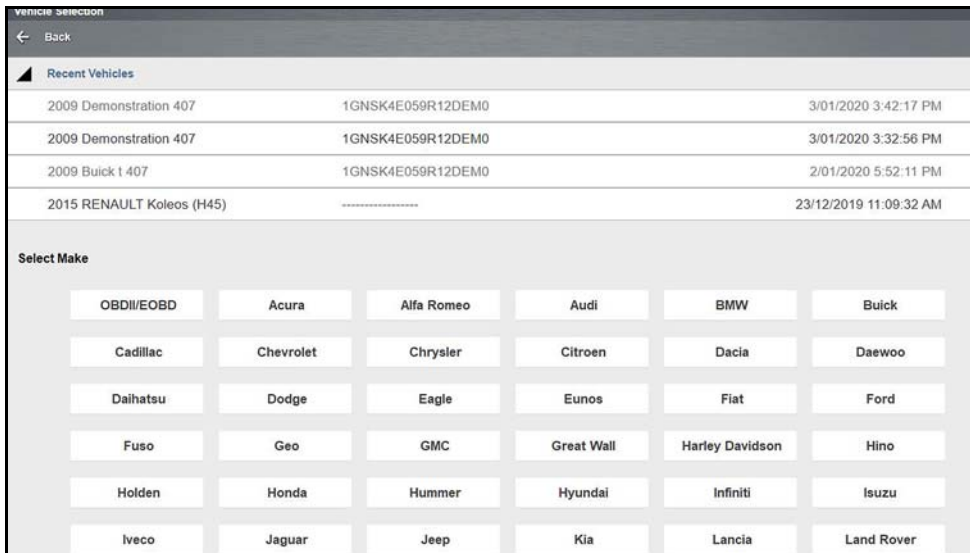 Vehicle Selection
Back
Recent Vehicles
2009 Demonstration 407 1GNSK4E059R12DEM0 3/01/2020 3:42:17 PM
2009 Demonstration 407 1GNSK4E059R12DEM0 3/01/2020 3:32:56 PM
2009 Buick t 407 1GNSK4E059R12DEM0 2/01/2020 5:52:11 PM
2015 RENAULT Koleos (H45) ----------------- 23/12/2019 11:09:32 AM
Select Make
OBDII/EOBD Acura Alfa Romeo Audi BMW Buick
Cadillac Chevrolet Chrysler Citroen Dacia Daewoo
Daihatsu Dodge Eagle Eunos Fiat Ford
Fuso Geo GMC Great Wall Harley Davidson Hino
Holden Honda Hummer Hyundai Infiniti Isuzu
Iveco Jaguar Jeep Kia Lancia Land Rover